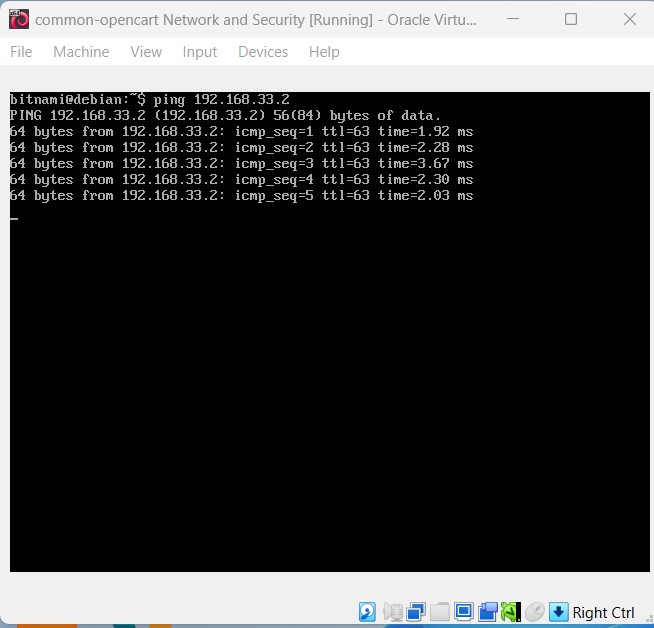 common-opencart Network and Security [Running] - Oracle Virtu...
File Machine View Input Devices Help
bitnami@debian:~$ ping 192.168.33.2
PING 192.168.33.2 (192.168.33.2) 56(84) bytes of data.
64 bytes from 192.168.33.2: icmp_seq=1 ttl=63 time=1.92 ms
64 bytes from 192.168.33.2: icmp_seq=2 ttl=63 time=2.28 ms
64 bytes from 192.168.33.2: icmp_seq=3 ttl=63 time=3.67 ms
64 bytes from 192.168.33.2: icmp_seq=4 ttl=63 time=2.30 ms
64 bytes from 192.168.33.2: icmp_seq=5 ttl=63 time=2.03 ms
Right Ctrl